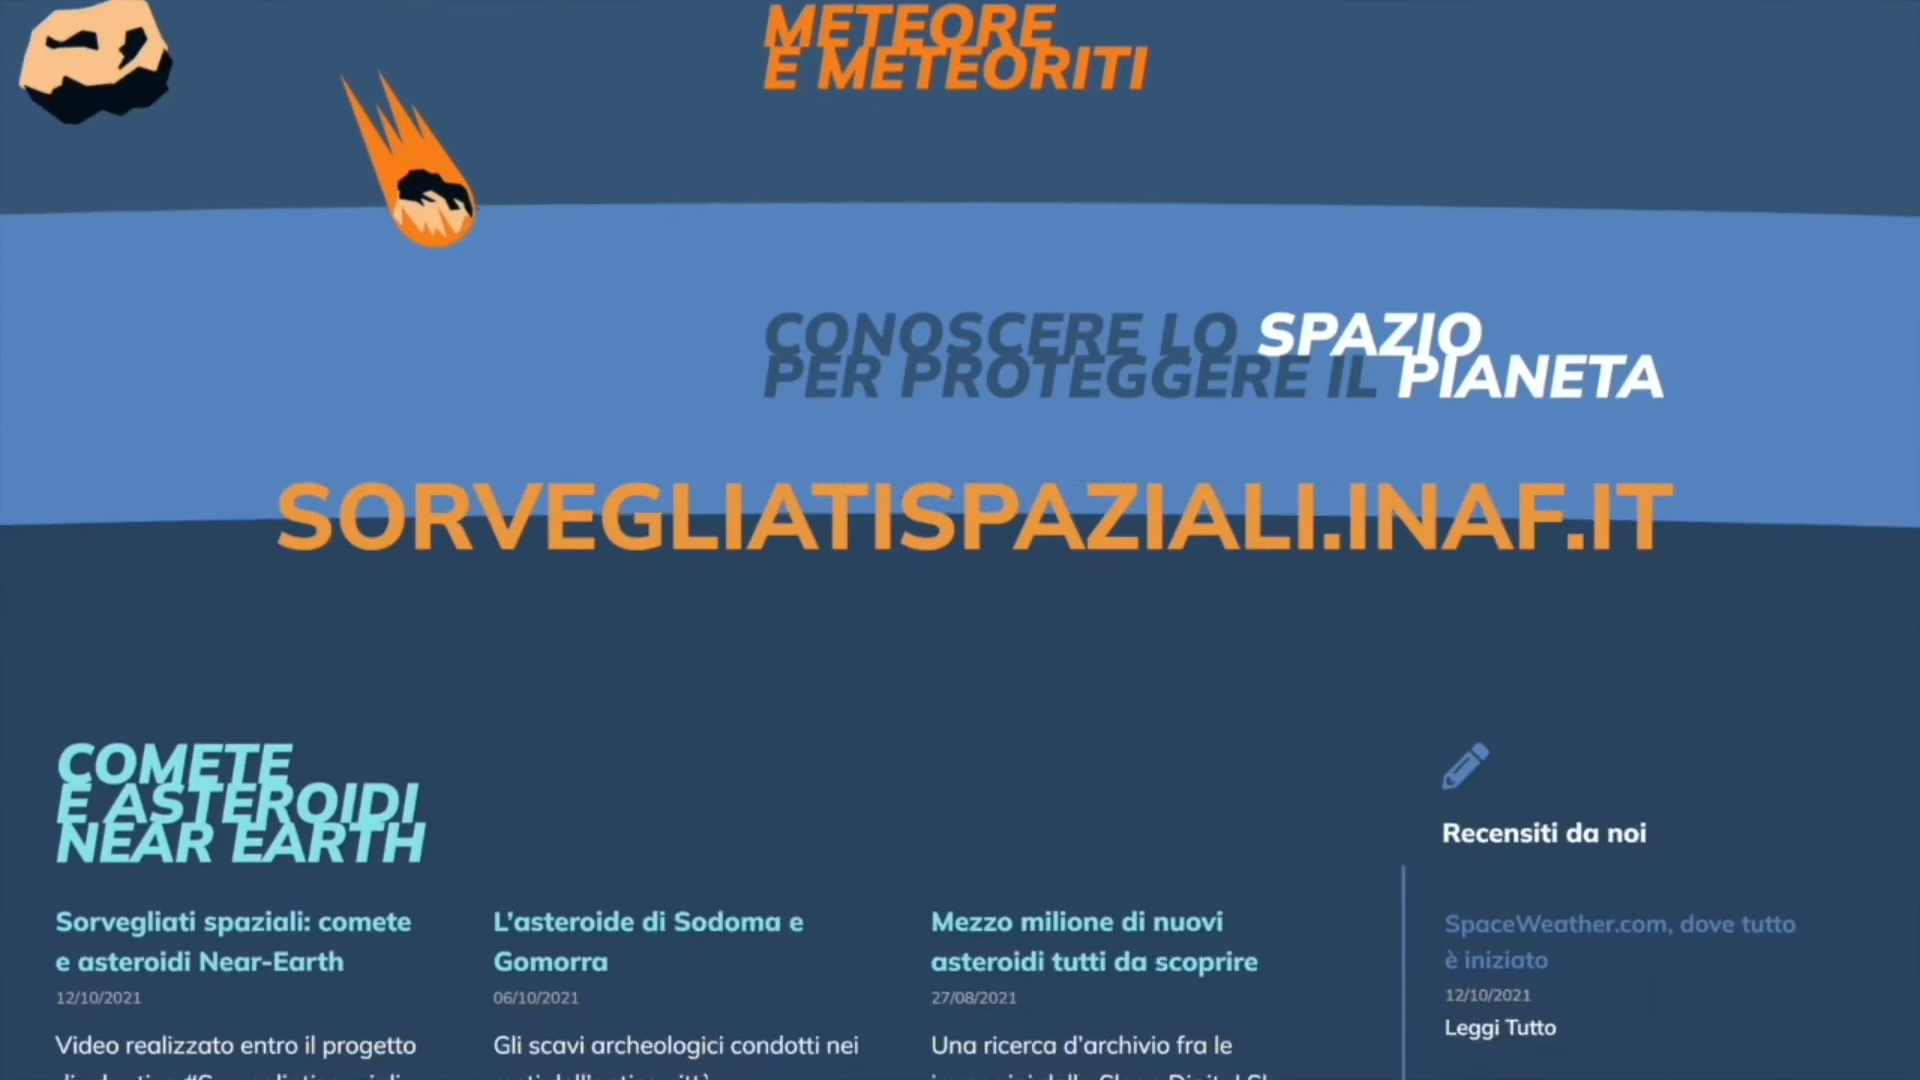 METEORE
E METEORITI
CONOSCERE LO SPAZIO
PER PROTEGGERE IL PIANETA
SORVEGLIATISPAZIALI.INAF.IT
COMETE
E ASTEROIDI
NEAR EARTH
Sorvegliati spaziali: comete
e asteroidi Near-Earth
12/10/2021
Video realizzato entro il progetto
L'asteroide di Sodoma e
Gomorra
06/10/2021
Gli scavi archeologici condotti nei
Mezzo milione di nuovi
asteroidi tutti da scoprire
27/08/2021
Una ricerca d'archivio fra le
Recensiti da noi
SpaceWeather.com, dove tutto
è iniziato
12/10/2021
Leggi Tutto